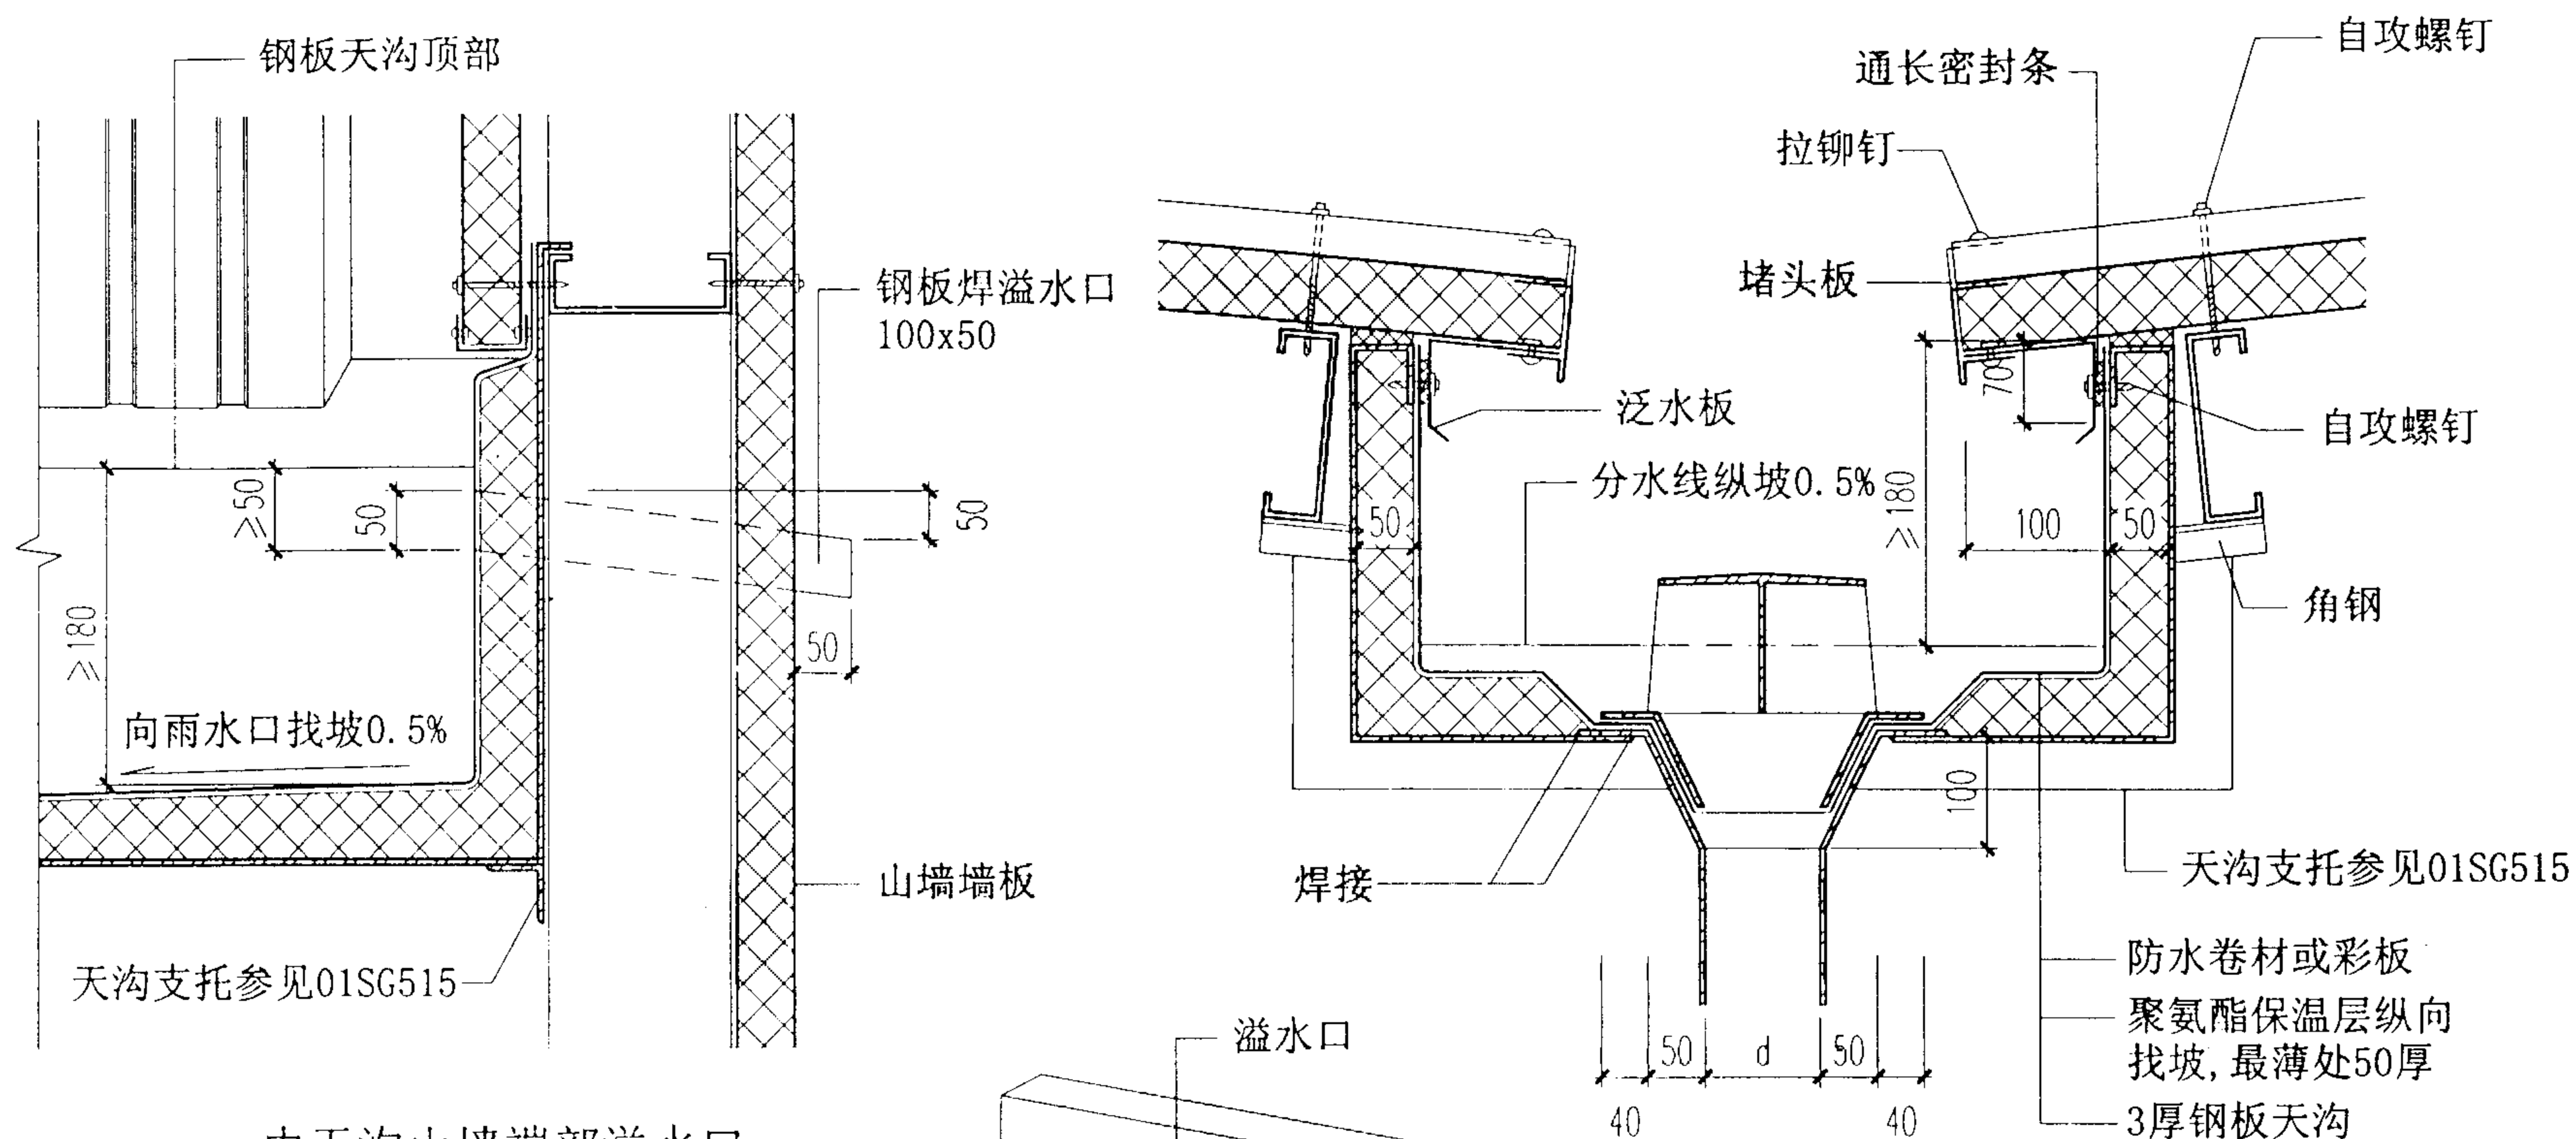 钢板天沟顶部
钢板焊溢水口
100x50
≥50
50
50
≥180
50
向雨水口找坡0.5%
山墙墙板
天沟支托参见01SG515
自攻螺钉
通长密封条
拉铆钉
堵头板
泛水板
70
自攻螺钉
分水线纵坡0.5%
≥180
50
100
50
角钢
100
焊接
天沟支托参见01SG515
防水卷材或彩板
聚氨酯保温层纵向
找坡,最薄处50厚
3厚钢板天沟
50
d
50
40
40
溢水口